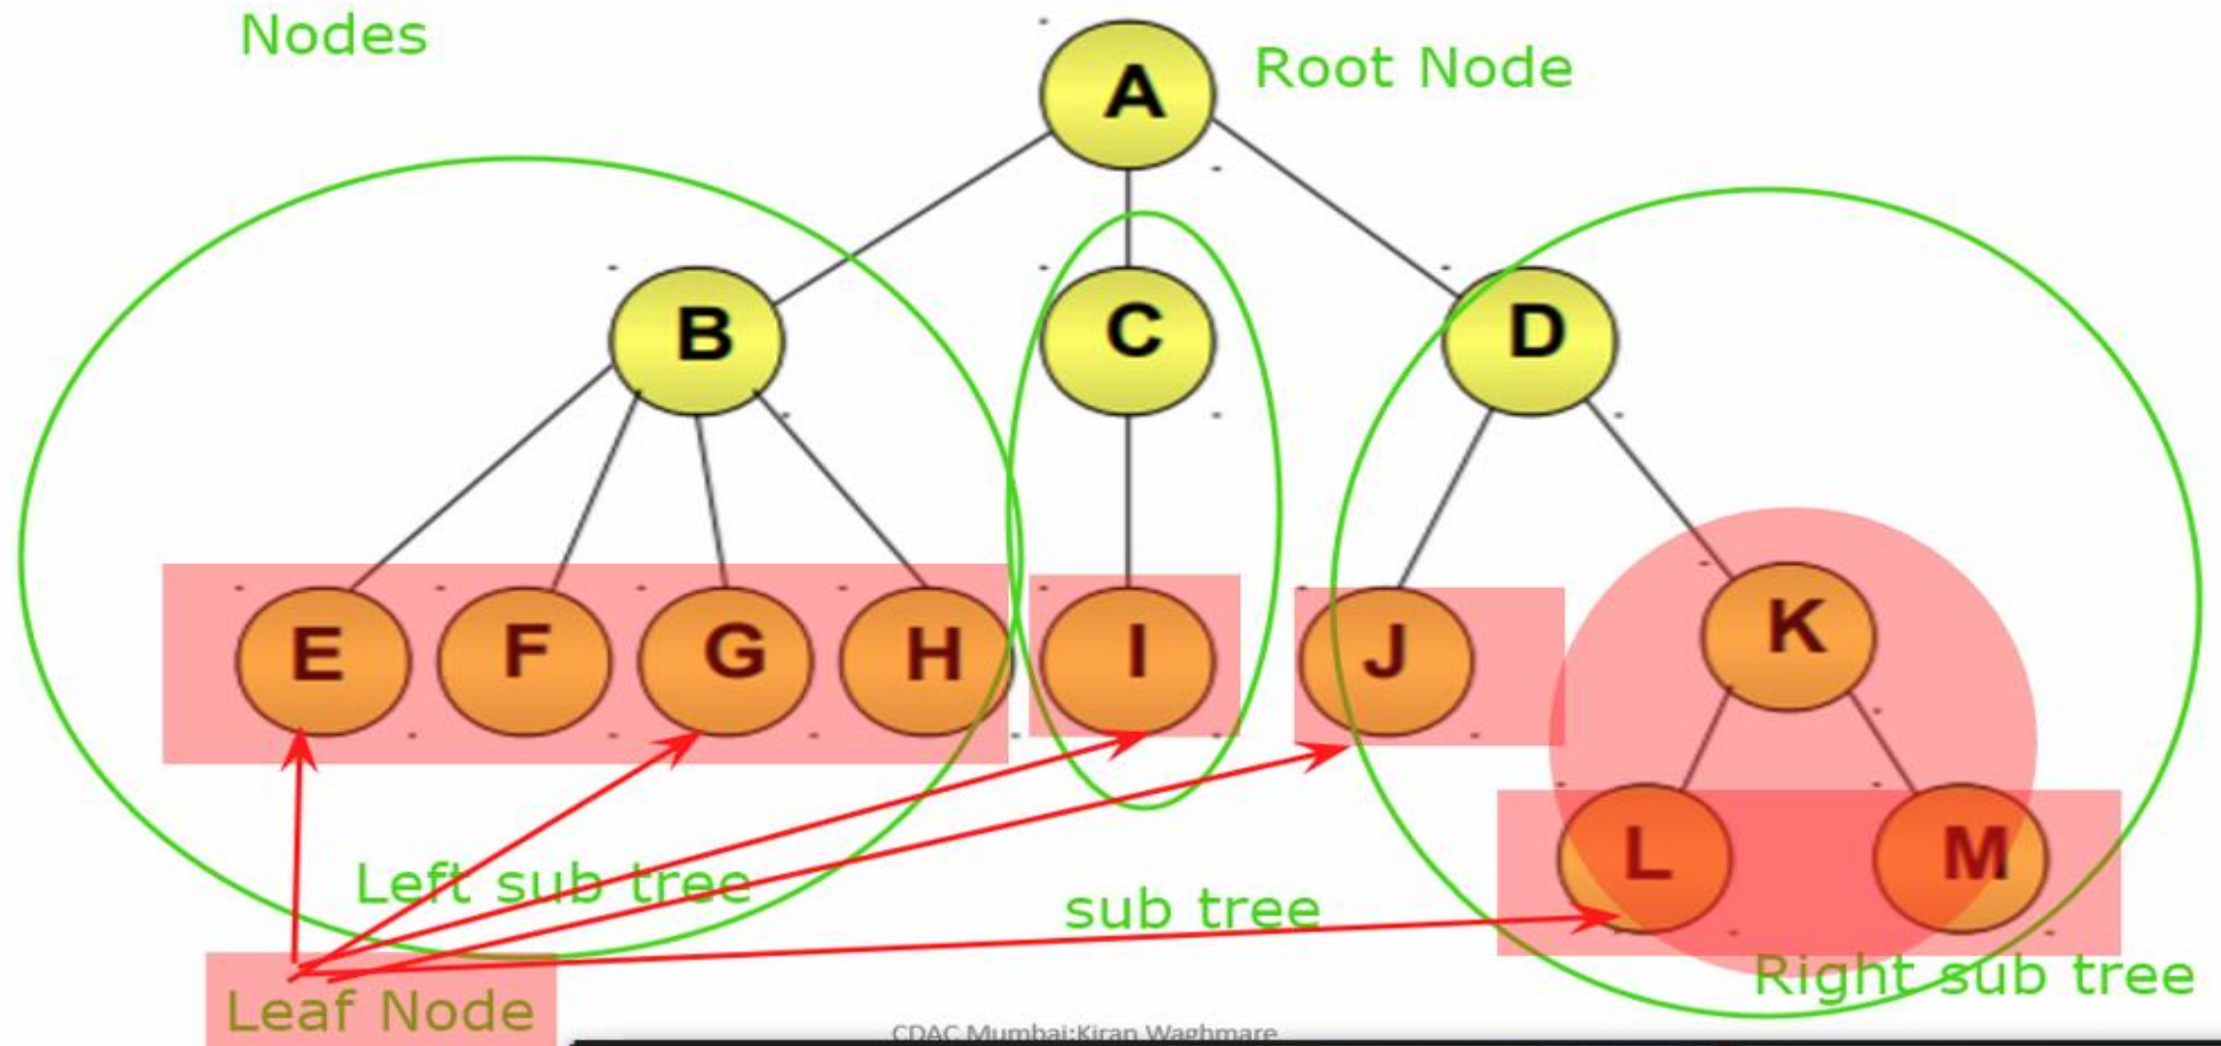 Nodes
A
Root Node
B
C
D
E
F
G
H
I
J
K
L
M
Left sub tree
sub tree
Right sub tree
Leaf Node
CDAC Mumbai:Kiran Waghmare